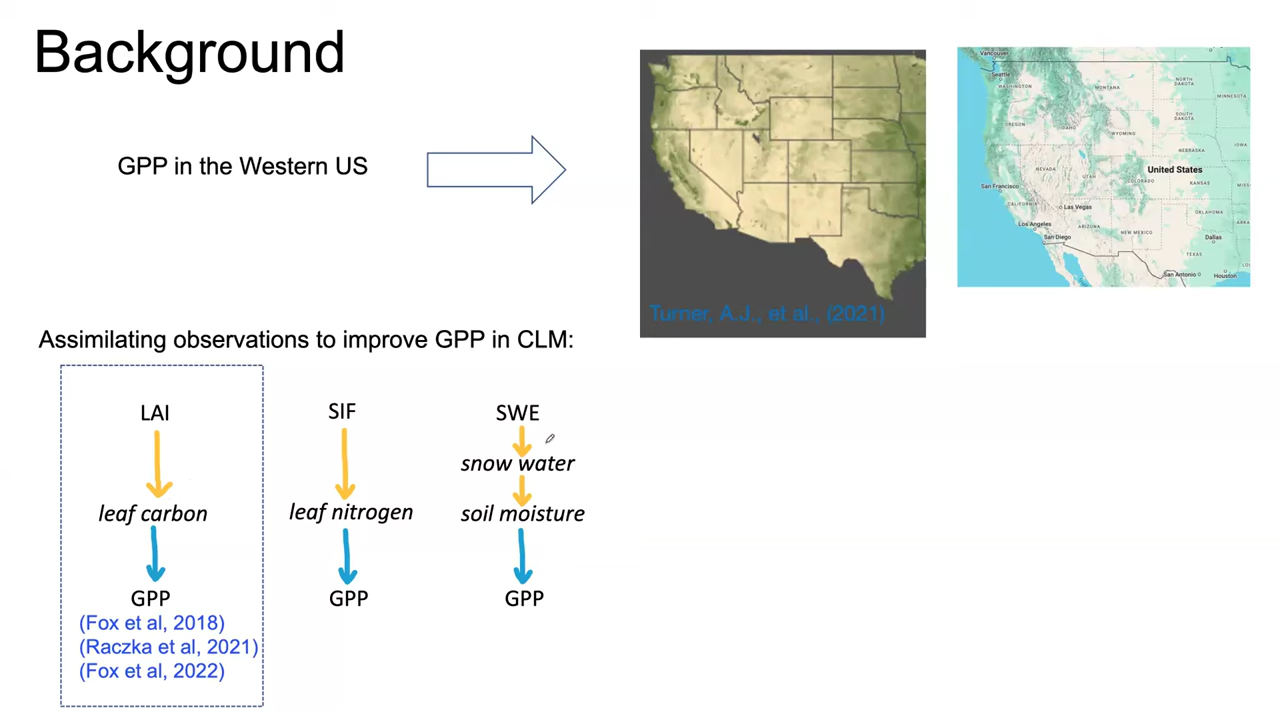 Background
GPP in the Western US
Turner, A.J., et al., (2021)
Vancouver
Seattle
WASHINGTON
NORTH
DAKOTA
MONTANA
MINNESOTA
SOUTH
DAKOTA
OREGON
IDAHO
WYOMING
NEBRASKA
IOWA
NEVADA
United States
UTAH
COLORADO
KANSAS
San Francisco
CALIFORNIA
Las Vegas
OKLAHOMA
Los Angeles
ARIZONA
NEW MEXICO
San Diego
Dallas
TEXAS
San Antonio
Houston
Assimilating observations to improve GPP in CLM:
LAI
leaf carbon
GPP
(Fox et al, 2018)
(Raczka et al, 2021)
(Fox et al, 2022)
SIF
leaf nitrogen
GPP
SWE
snow water
soil moisture
GPP